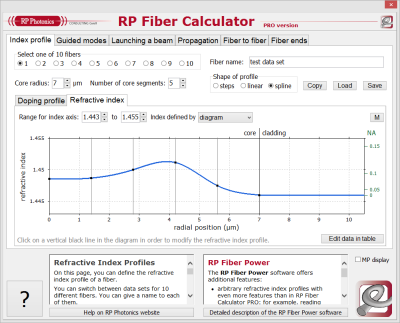 RP Photonics
CONSULTING GmbH
RP Fiber Calculator PRO version
Index profile Guided modes Launching a beam Propagation Fiber to fiber Fiber ends
Select one of 10 fibers
1 2 3 4 5 6 7 8 9 10
Fiber name: test data set
Core radius: 7 µm Number of core segments: 5
Shape of profile
steps linear spline
Copy Load Save
Doping profile Refractive index
Range for index axis: 1.443 to 1.455 Index defined by diagram M
1.455
core cladding
NA
0.15
1.45
0.1
1.445
0.05
0
refractive index
0 1 2 3 4 5 6 7 8 9 10
radial position (µm)
Click on a vertical black line in the diagram in order to modify the refractive index profile.
Edit data in table
Refractive Index Profiles
On this page, you can define the refractive index profile of a fiber.
You can switch between data sets for 10
different fibers. You can give a name to each
of them.
Help on RP Photonics website
RP Fiber Power
The RP Fiber Power software offers
additional features:
arbitrary refractive index profiles with
even more features than in RP Fiber
Calculator PRO: for example, reading
Detailed description of the RP Fiber Power software
MP display
?